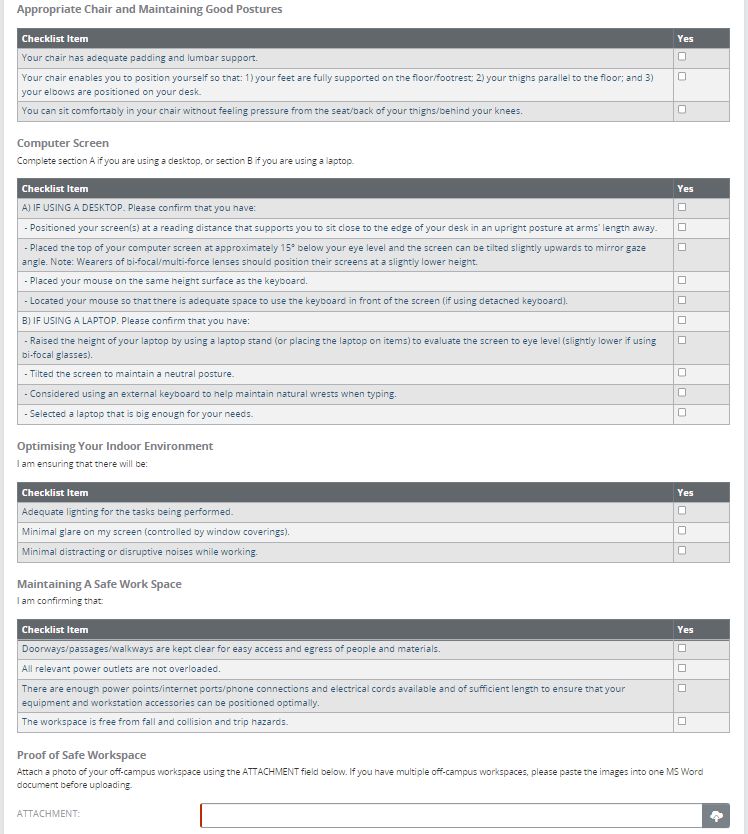 Appropriate Chair and Maintaining Good Postures
Checklist Item Yes
Your chair has adequate padding and lumbar support.
Your chair enables you to position yourself so that: 1) your feet are fully supported on the floor/footrest; 2) your thighs parallel to the floor; and 3)
your elbows are positioned on your desk.
You can sit comfortably in your chair without feeling pressure from the seat/back of your thighs/behind your knees.
Computer Screen
Complete section A if you are using a desktop, or section B if you are using a laptop.
Checklist Item Yes
A) IF USING A DESKTOP. Please confirm that you have:
- Positioned your screen(s) at a reading distance that supports you to sit close to the edge of your desk in an upright posture at arms' length away.
- Placed the top of your computer screen at approximately 15° below your eye level and the screen can be tilted slightly upwards to mirror gaze
angle. Note: Wearers of bi-focal/multi-force lenses should position their screens at a slightly lower height.
- Placed your mouse on the same height surface as the keyboard.
- Located your mouse so that there is adequate space to use the keyboard in front of the screen (if using detached keyboard).
B) IF USING A LAPTOP. Please confirm that you have:
- Raised the height of your laptop by using a laptop stand (or placing the laptop on items) to evaluate the screen to eye level (slightly lower if using
bi-focal glasses).
- Tilted the screen to maintain a neutral posture.
- Considered using an external keyboard to help maintain natural wrests when typing.
- Selected a laptop that is big enough for your needs.
Optimising Your Indoor Environment
I am ensuring that there will be:
Checklist Item Yes
Adequate lighting for the tasks being performed.
Minimal glare on my screen (controlled by window coverings).
Minimal distracting or disruptive noises while working.
Maintaining A Safe Work Space
I am confirming that:
Checklist Item Yes
Doorways/passages/walkways are kept clear for easy access and egress of people and materials.
All relevant power outlets are not overloaded.
There are enough power points/internet ports/phone connections and electrical cords available and of sufficient length to ensure that your
equipment and workstation accessories can be positioned optimally.
The workspace is free from fall and collision and trip hazards.
Proof of Safe Workspace
Attach a photo of your off-campus workspace using the ATTACHMENT field below. If you have multiple off-campus workspaces, please paste the images into one MS Word
document before uploading.
ATTACHMENT: